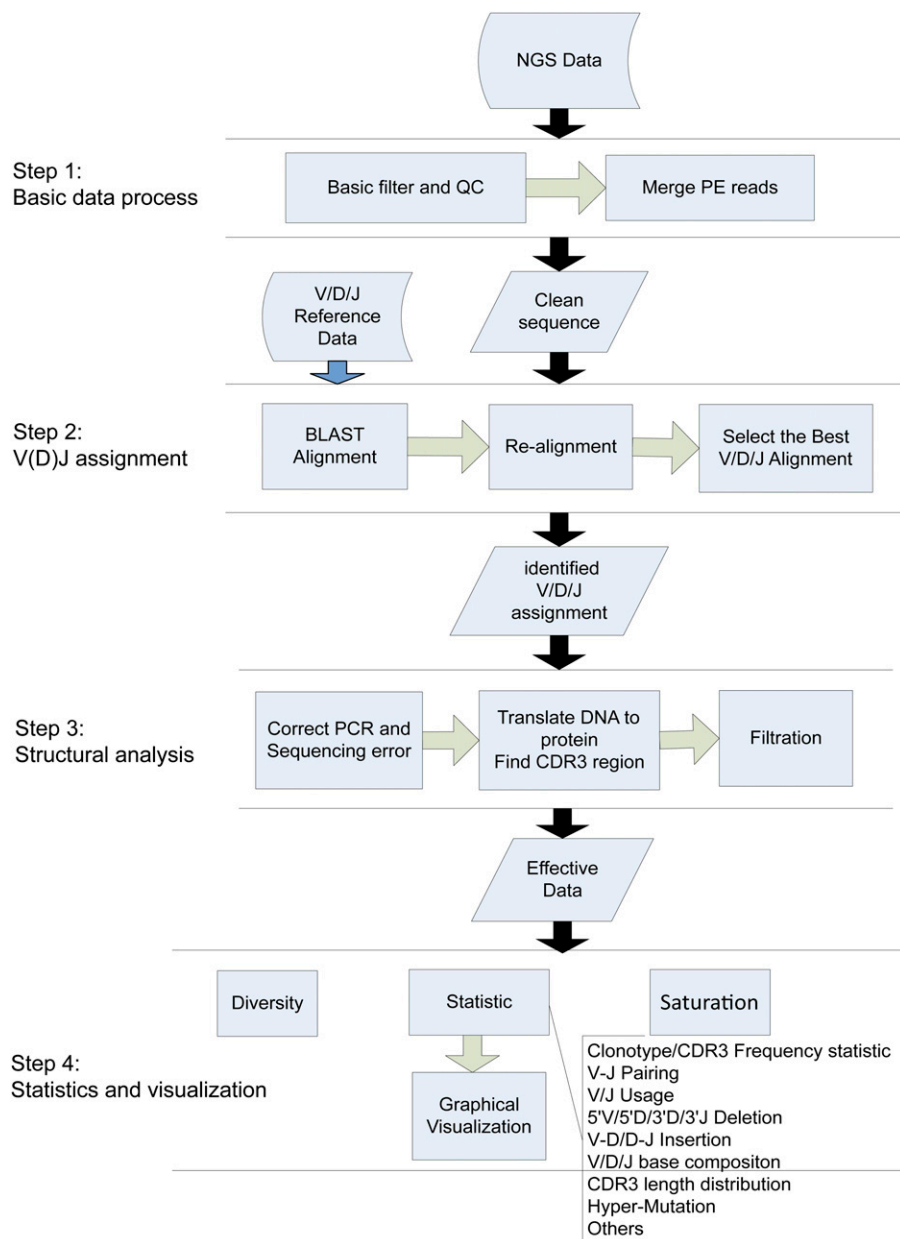 NGS Data
Step 1:
Basic data process
Basic filter and QC
Merge PE reads
V/D/J
Reference
Data
Clean
sequence
Step 2:
V(D)J assignment
BLAST
Alignment
Re-alignment
Select the Best
V/D/J Alignment
identified
V/D/J
assignment
Step 3:
Structural analysis
Correct PCR and
Sequencing error
Translate DNA to
protein
Find CDR3 region
Filtration
Effective
Data
Step 4:
Statistics and visualization
Diversity
Statistic
Saturation
Graphical
Visualization
Clonotype/CDR3 Frequency statistic
V-J Pairing
V/J Usage
5'V/5'D/3'D/3'J Deletion
V-D/D-J Insertion
V/D/J base compositon
CDR3 length distribution
Hyper-Mutation
Others